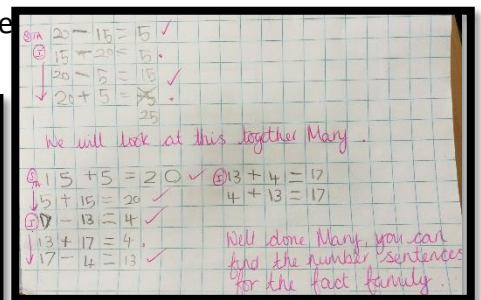 e
Sm 20 - 15 = 5 ✓
I 15 - 20 = 5 .
20 - 5 = 15 ✓
20 + 5 = .
25
We will look at this together Mary .
15 + 5 = 20 ✓
5 + 15 = 20 ✓
I 17 - 13 = 4 ✓
13 + 17 = 4 .
17 - 4 = 13 ✓
I 13 + 4 = 17
4 + 13 = 17
Well done Mary, you can
find the number sentences
for the fact family .